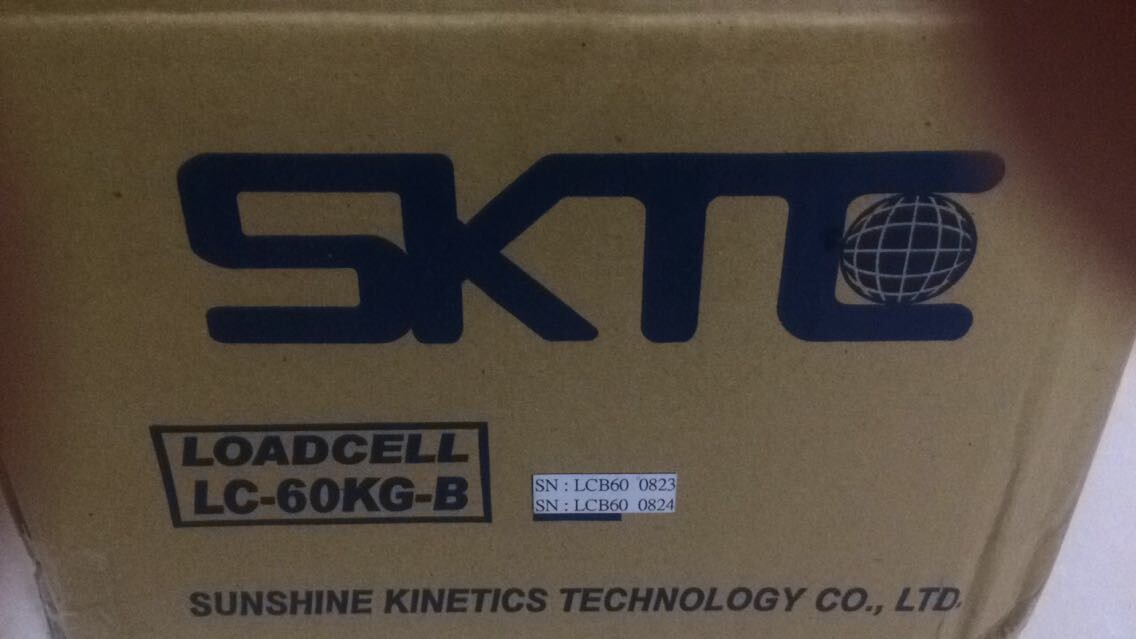 SKTC
LOADCELL
LC-60KG-B
SN : LCB60 0823
SN : LCB60 0824
SUNSHINE KINETICS TECHNOLOGY CO., LTD.